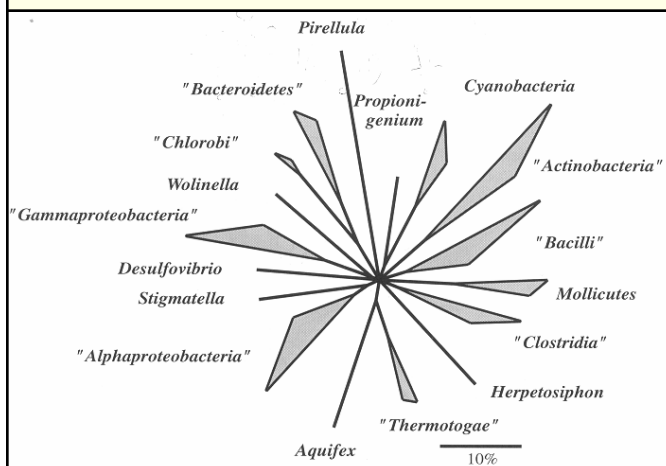 Pirellula
"Bacteroidetes"
Propioni-
genium
Cyanobacteria
"Chlorobi"
"Actinobacteria"
Wolinella
"Gammaproteobacteria"
"Bacilli"
Desulfovibrio
Stigmatella
Mollicutes
"Clostridia"
"Alphaproteobacteria"
Herpetosiphon
"Thermotogae"
Aquifex
10%